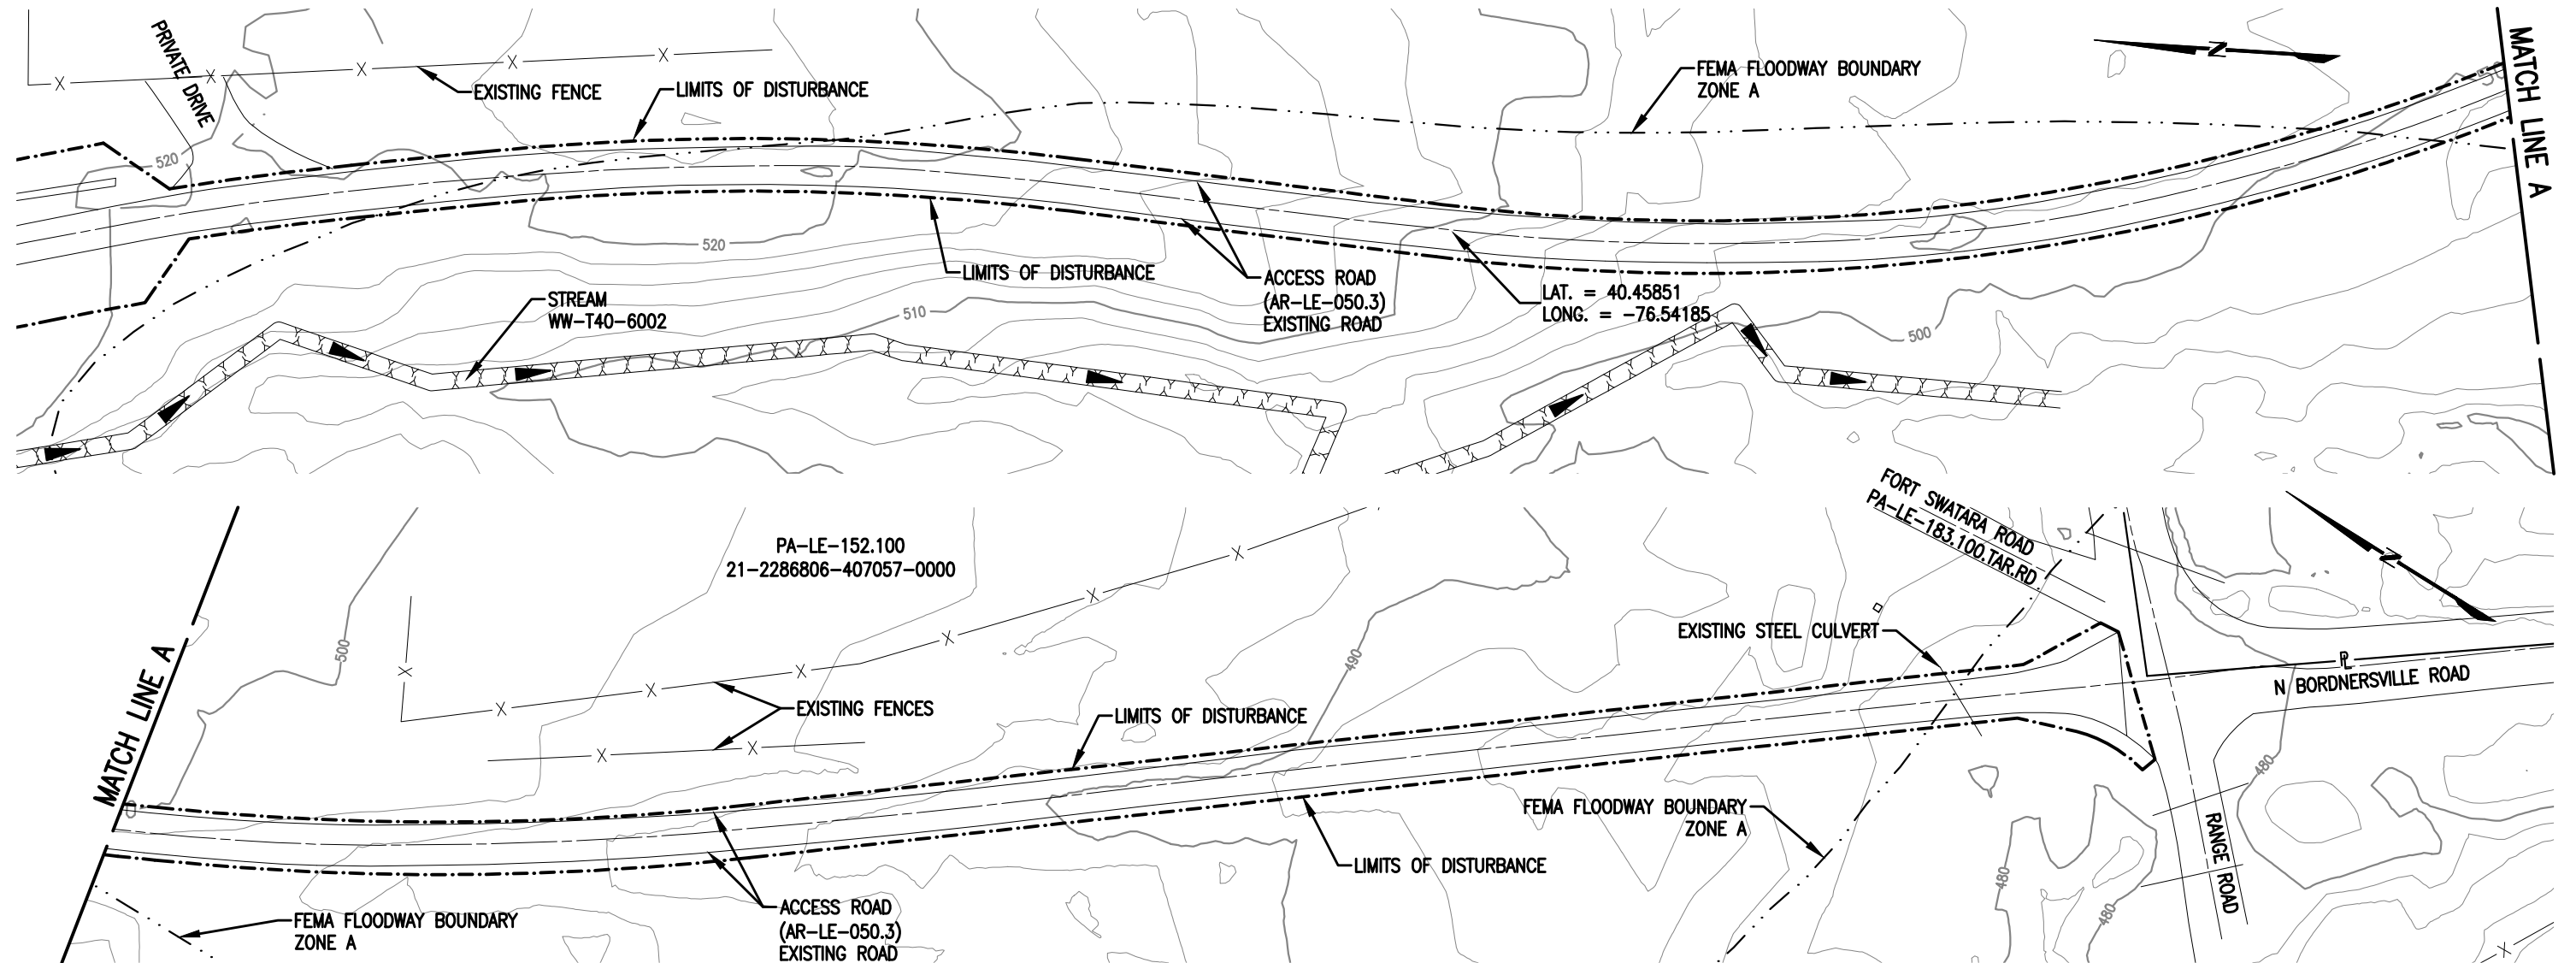 PRIVATE DRIVE
EXISTING FENCE
LIMITS OF DISTURBANCE
FEMA FLOODWAY BOUNDARY
ZONE A
N
MATCH LINE A
520
520
LIMITS OF DISTURBANCE
STREAM
WW-T40-6002
510
ACCESS ROAD
(AR-LE-050.3)
EXISTING ROAD
LAT. = 40.45851
LONG. = -76.54185
500
X
X
X
X
X
MATCH LINE A
500
PA-LE-152.100
21-2286806-407057-0000
X
X
X
X
X
X
X
X
X
EXISTING FENCES
LIMITS OF DISTURBANCE
490
FORT SWATARA ROAD
PA-LE-183.100.TAR.RD
N
EXISTING STEEL CULVERT
PL
N BORDNERSVILLE ROAD
480
FEMA FLOODWAY BOUNDARY
ZONE A
LIMITS OF DISTURBANCE
RANGE ROAD
480
480
FEMA FLOODWAY BOUNDARY
ZONE A
ACCESS ROAD
(AR-LE-050.3)
EXISTING ROAD
X